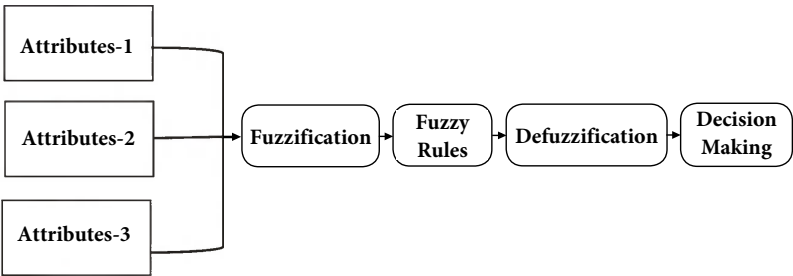 Attributes-1
Attributes-2
Attributes-3
Fuzzification
Fuzzy
Rules
Defuzzification
Decision
Making